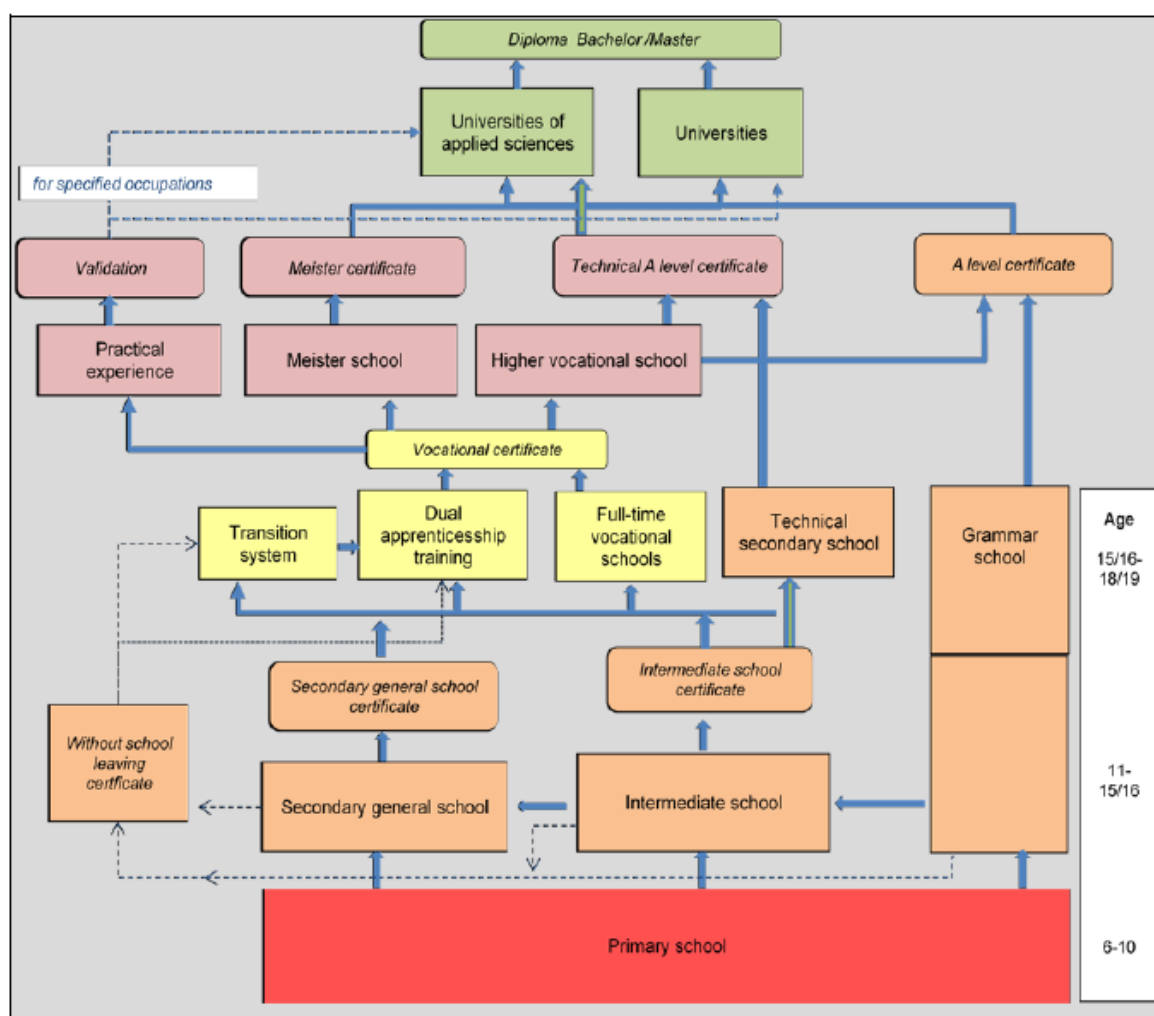 Diploma Bachelor/Master
Universities of
applied sciences
Universities
for specified occupations
Validation
Meister certificate
Technical A level certificate
A level certificate
Practical
experience
Meister school
Higher vocational school
Vocational certificate
Transition
system
Dual
apprenticesship
training
Full-time
vocational
schools
Technical
secondary school
Grammar
school
Age
15/16-
18/19
Secondary general school
certificate
Intermediate school
certificate
Without school
leaving
certficate
Secondary general school
Intermediate school
11-
15/16
Primary school
6-10